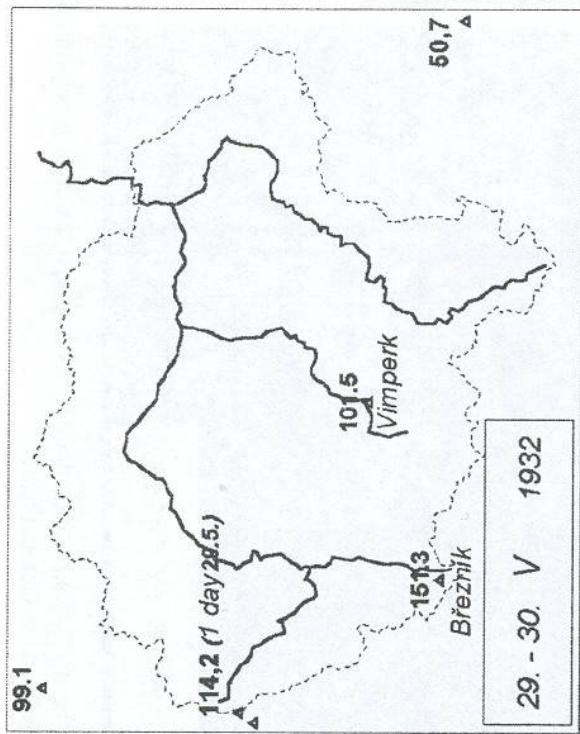 99.1
114,2 (1 day 29.5.)
151.3
Březník
101.5
Vimperk
50,7
29. - 30. V 1932